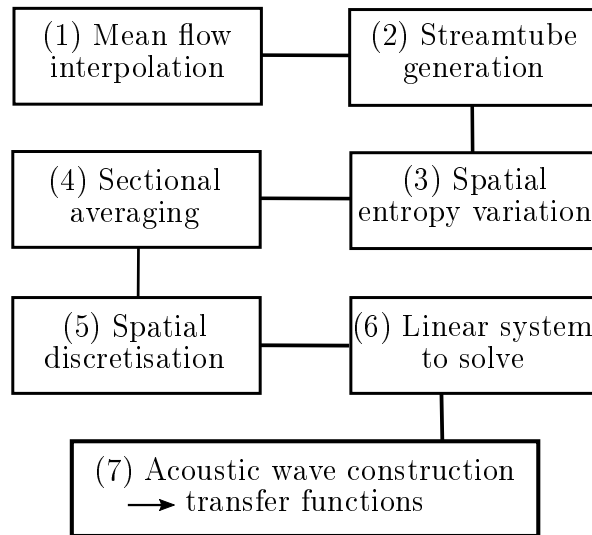 (1) Mean flow
interpolation
(2) Streamtube
generation
(3) Spatial
entropy variation
(4) Sectional
averaging
(5) Spatial
discretisation
(6) Linear system
to solve
(7) Acoustic wave construction
→ transfer functions